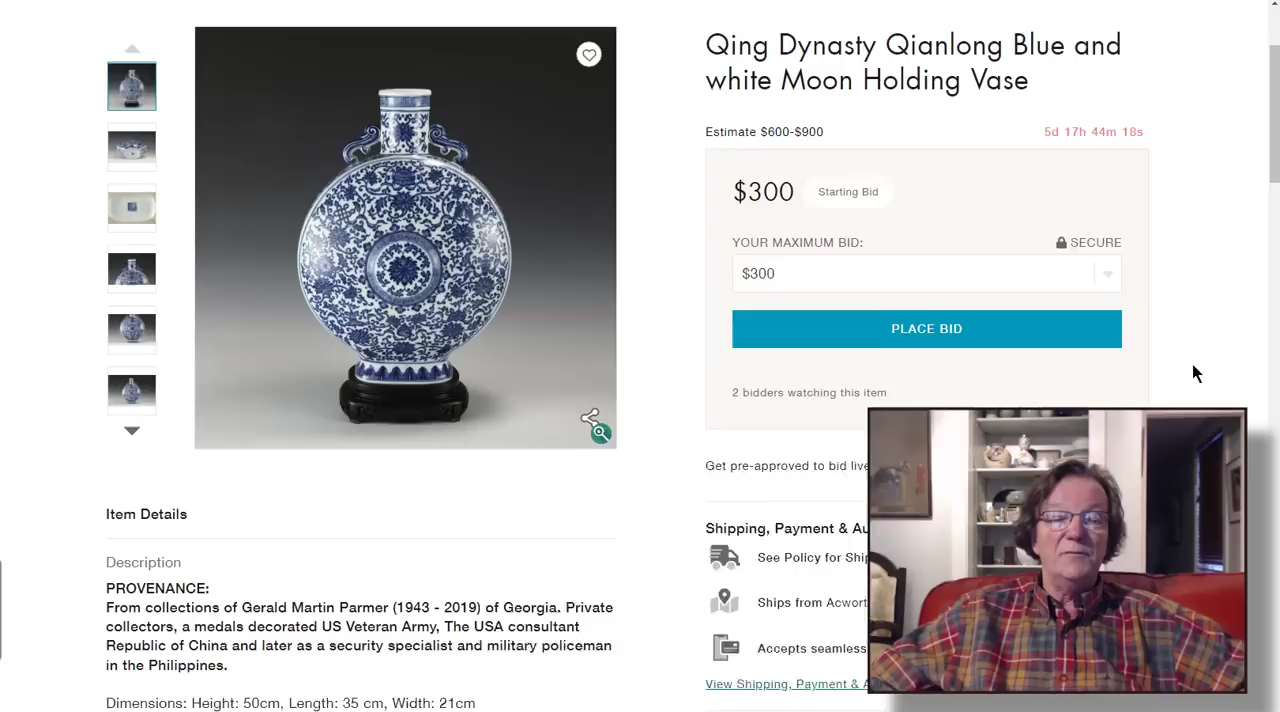 Qing Dynasty Qianlong Blue and
white Moon Holding Vase
Estimate $600-$900
5d 17h 44m 18s
$300
Starting Bid
YOUR MAXIMUM BID:
SECURE
$300
PLACE BID
2 bidders watching this item
Get pre-approved to bid live
Shipping, Payment & Au
See Policy for Ship
Ships from Acwort
Accepts seamless
View Shipping, Payment & A
Item Details
Description
PROVENANCE:
From collections of Gerald Martin Parmer (1943 - 2019) of Georgia. Private
collectors, a medals decorated US Veteran Army, The USA consultant
Republic of China and later as a security specialist and military policeman
in the Philippines.
Dimensions: Height: 50cm, Length: 35 cm, Width: 21cm